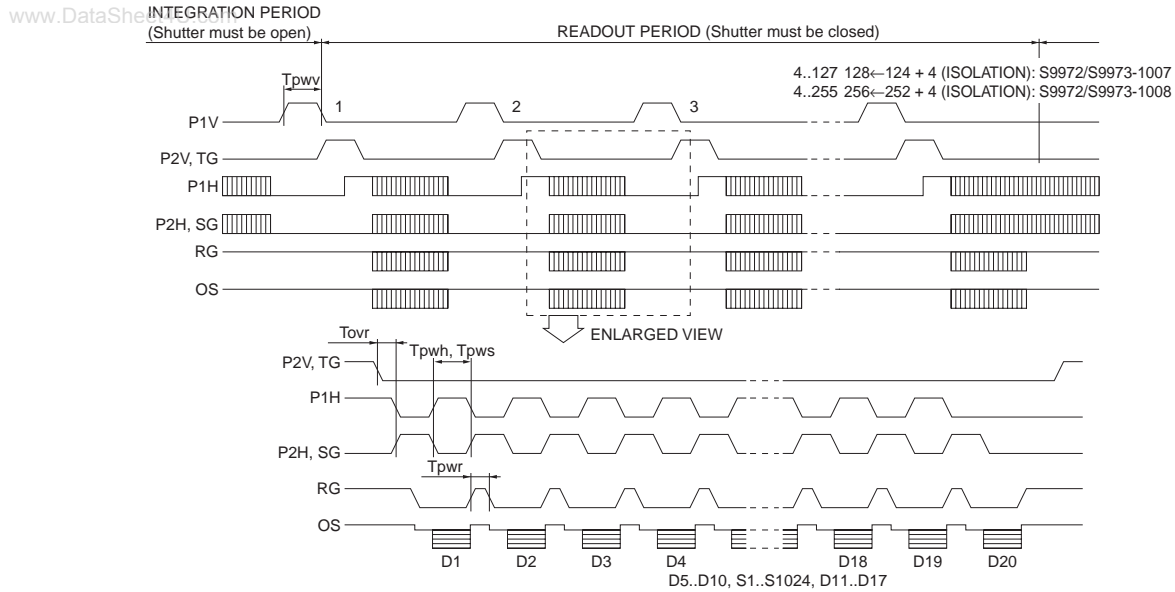 www.DataSheet4U.com
INTEGRATION PERIOD
(Shutter must be open)
READOUT PERIOD (Shutter must be closed)
4..127 128←124 + 4 (ISOLATION): S9972/S9973-1007
4..255 256←252 + 4 (ISOLATION): S9972/S9973-1008
Tpwv
1
2
3
P1V
P2V, TG
P1H
P2H, SG
RG
OS
ENLARGED VIEW
Tovr
Tpwh, Tpws
P2V, TG
P1H
P2H, SG
Tpwr
RG
OS
D1
D2
D3
D4
D18
D19
D20
D5..D10, S1..S1024, D11..D17